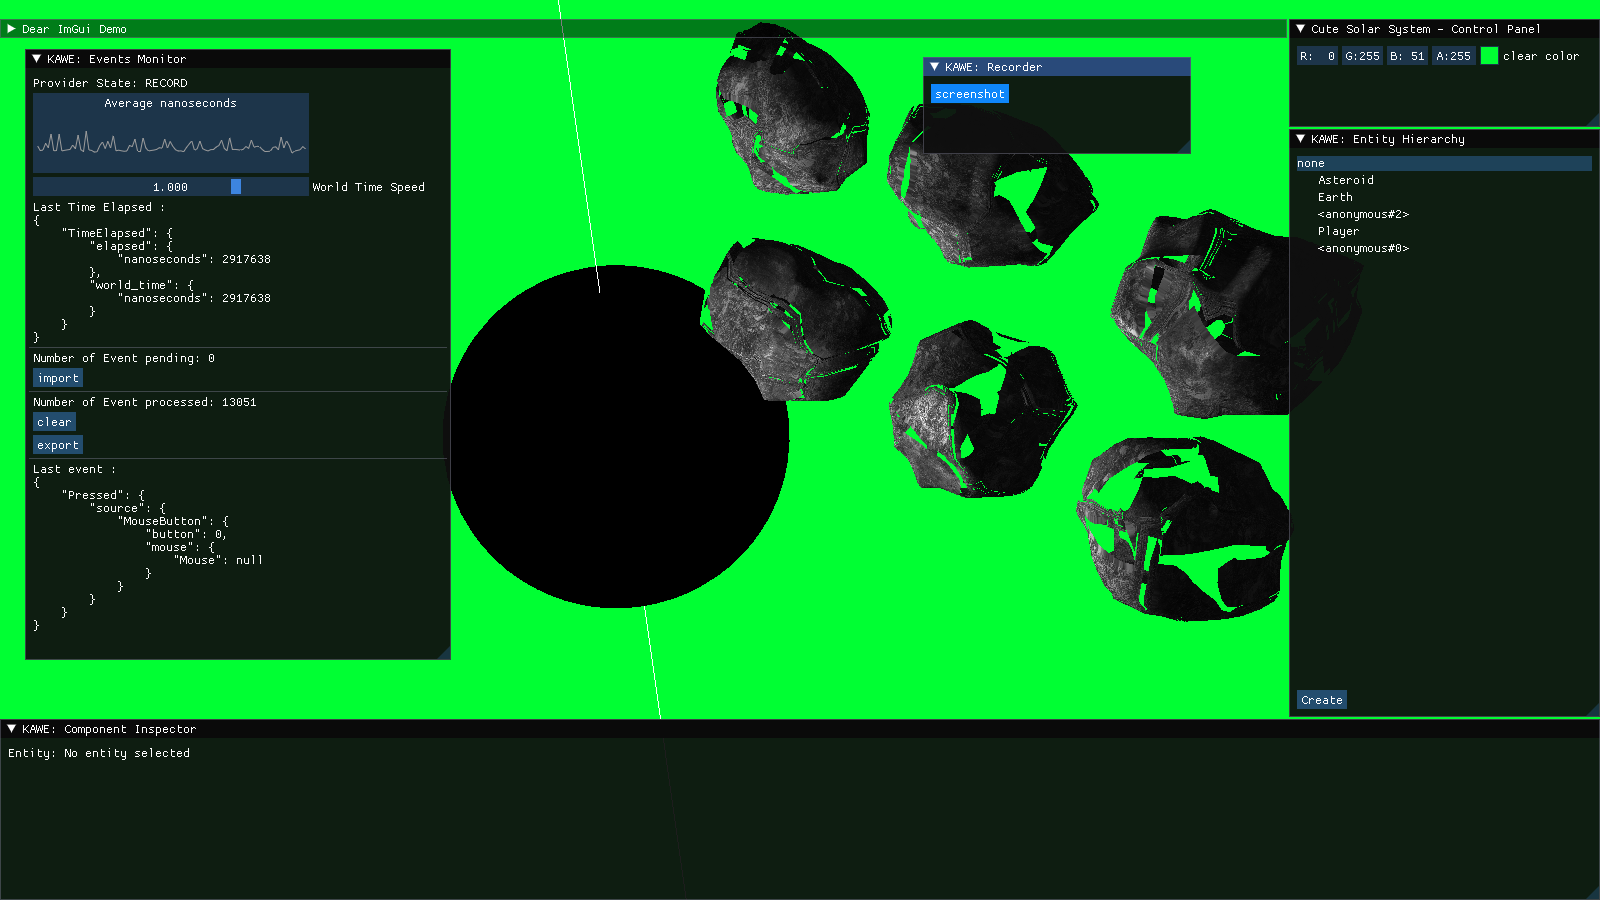 Dear ImGui Demo
KAWE: Events Monitor
Provider State: RECORD
Average nanoseconds
1.000 World Time Speed
Last Time Elapsed :
{
    "TimeElapsed": {
        "elapsed": {
            "nanoseconds": 2917638
        },
        "world_time": {
            "nanoseconds": 2917638
        }
    }
}
Number of Event pending: 0
import
Number of Event processed: 13051
clear
export
Last event :
{
    "Pressed": {
        "source": {
            "MouseButton": {
                "button": 0,
                "mouse": {
                    "Mouse": null
                }
            }
        }
    }
}
KAWE: Recorder
screenshot
Cute Solar System - Control Panel
R: 0 G:255 B: 51 A:255 clear color
KAWE: Entity Hierarchy
none
Asteroid
Earth
<anonymous#2>
Player
<anonymous#0>
Create
KAWE: Component Inspector
Entity: No entity selected